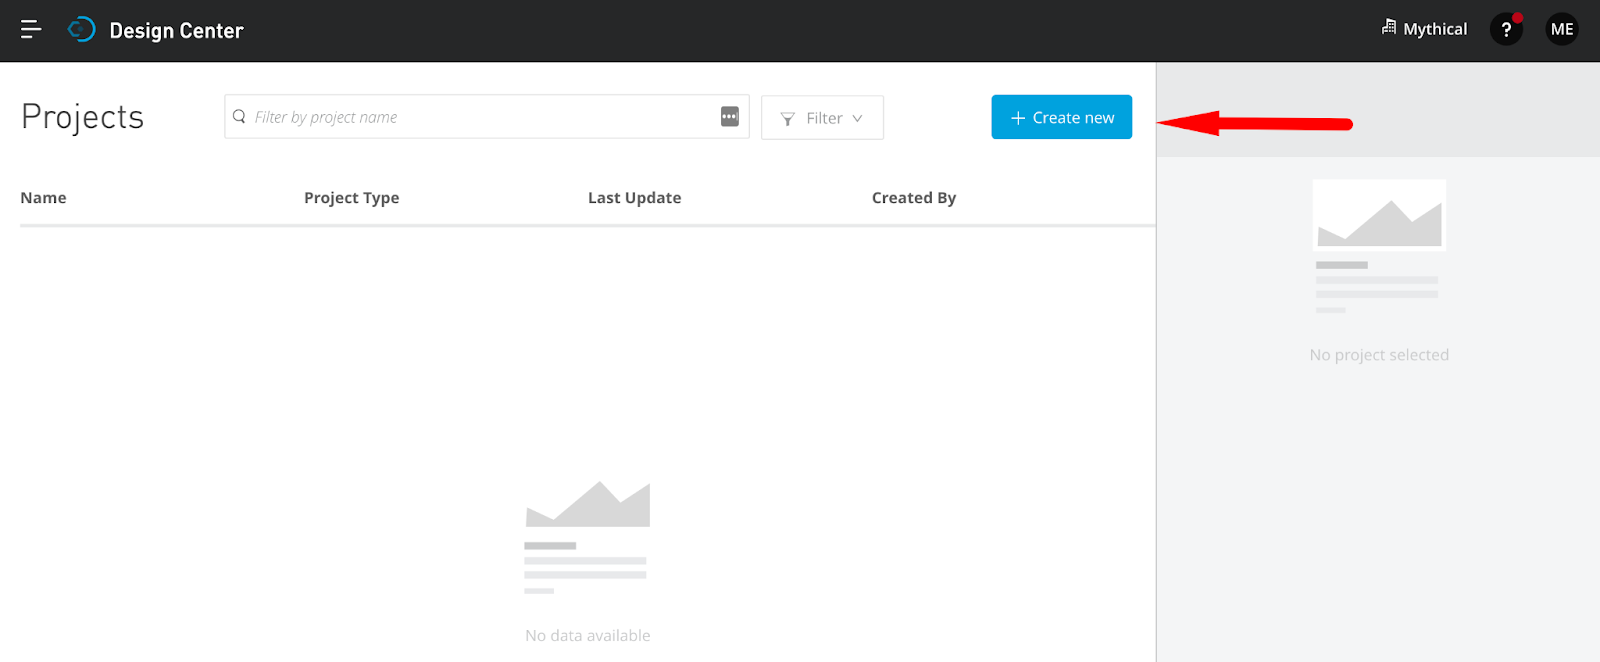 Design Center
Mythical
?
ME
Projects
Filter by project name
Filter
+ Create new
Name Project Type Last Update Created By
No project selected
No data available